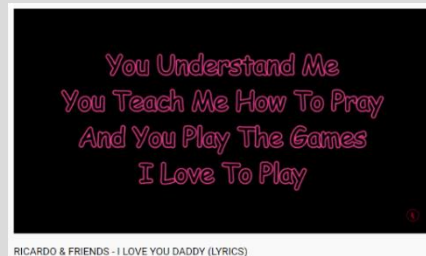 You Understand Me
You Teach Me How To Pray
And You Play The Games
I Love To Play
RICARDO & FRIENDS - I LOVE YOU DADDY (LYRICS)